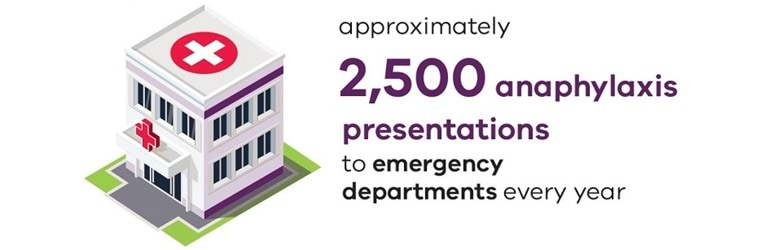 approximately
2,500 anaphylaxis
presentations
to emergency
departments every year